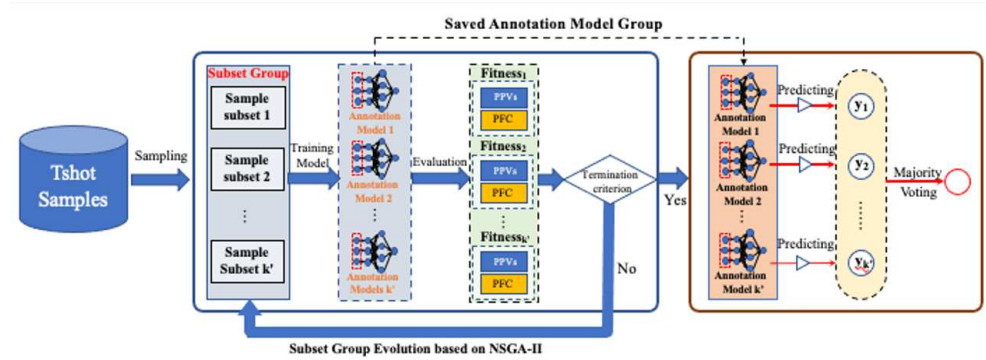 Saved Annotation Model Group
Tshot
Samples
Sampling
Subset Group
Sample
subset 1
Sample
subset 2
Sample
Subset k'
Training
Model
Annotation
Model 1
Annotation
Model 2
Annotation
Models k'
Evaluation
Fitness1
PPVs
PFC
Fitness2
PPVs
PFC
Fitnessk'
PPVs
PFC
Termination
criterion
Yes
No
Subset Group Evolution based on NSGA-II
Annotation
Model 1
Annotation
Model 2
Annotation
Model k'
Predicting
Predicting
Predicting
y1
y2
yk'
Majority
Voting